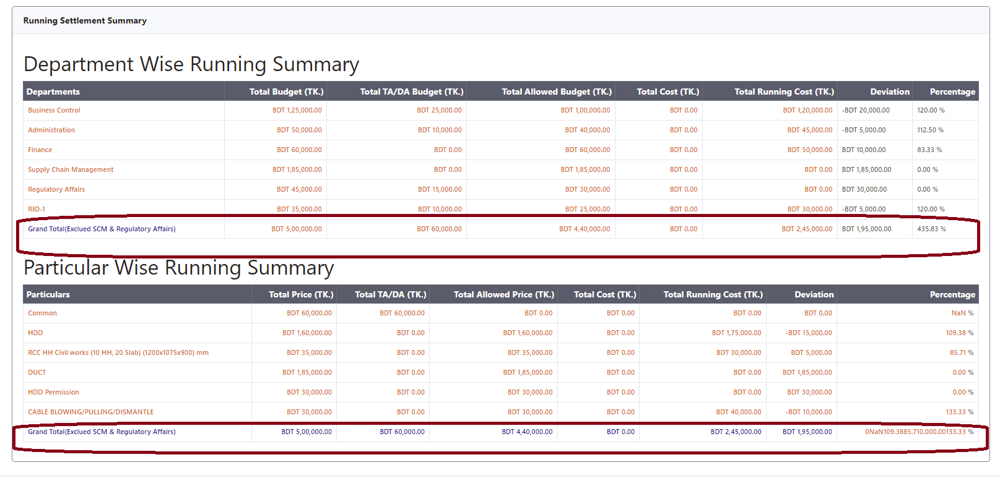 Running Settlement Summary
Department Wise Running Summary
Departments Total Budget (TK.) Total TA/DA Budget (TK.) Total Allowed Budget (TK.) Total Cost (TK.) Total Running Cost (TK.) Deviation Percentage
Business Control BDT 1,25,000.00 BDT 25,000.00 BDT 1,00,000.00 BDT 0.00 BDT 1,20,000.00 -BDT 20,000.00 120.00 %
Administration BDT 50,000.00 BDT 10,000.00 BDT 40,000.00 BDT 0.00 BDT 45,000.00 -BDT 5,000.00 112.50 %
Finance BDT 60,000.00 BDT 0.00 BDT 60,000.00 BDT 0.00 BDT 50,000.00 BDT 10,000.00 83.33 %
Supply Chain Management BDT 1,85,000.00 BDT 0.00 BDT 1,85,000.00 BDT 0.00 BDT 0.00 BDT 1,85,000.00 0.00 %
Regulatory Affairs BDT 45,000.00 BDT 15,000.00 BDT 30,000.00 BDT 0.00 BDT 0.00 BDT 30,000.00 0.00 %
RIO-1 BDT 35,000.00 BDT 10,000.00 BDT 25,000.00 BDT 0.00 BDT 30,000.00 -BDT 5,000.00 120.00 %
Grand Total(Exclued SCM & Regulatory Affairs) BDT 5,00,000.00 BDT 60,000.00 BDT 4,40,000.00 BDT 0.00 BDT 2,45,000.00 BDT 1,95,000.00 435.83 %
Particular Wise Running Summary
Particulars Total Price (TK.) Total TA/DA (TK.) Total Allowed Price (TK.) Total Cost (TK.) Total Running Cost (TK.) Deviation Percentage
Common BDT 60,000.00 BDT 60,000.00 BDT 0.00 BDT 0.00 BDT 0.00 BDT 0.00 NaN %
HDD BDT 1,60,000.00 BDT 0.00 BDT 1,60,000.00 BDT 0.00 BDT 1,75,000.00 -BDT 15,000.00 109.38 %
RCC HH Civil works (10 HH, 20 Slab) (1200x1075x900) mm BDT 35,000.00 BDT 0.00 BDT 35,000.00 BDT 0.00 BDT 30,000.00 BDT 5,000.00 85.71 %
DUCT BDT 1,85,000.00 BDT 0.00 BDT 1,85,000.00 BDT 0.00 BDT 0.00 BDT 1,85,000.00 0.00 %
HDD Permission BDT 30,000.00 BDT 0.00 BDT 30,000.00 BDT 0.00 BDT 0.00 BDT 30,000.00 0.00 %
CABLE BLOWING/PULLING/DISMANTLE BDT 30,000.00 BDT 0.00 BDT 30,000.00 BDT 0.00 BDT 40,000.00 -BDT 10,000.00 133.33 %
Grand Total(Exclued SCM & Regulatory Affairs) BDT 5,00,000.00 BDT 60,000.00 BDT 4,40,000.00 BDT 0.00 BDT 2,45,000.00 BDT 1,95,000.00 0NaN109.3885.710.000.00133.33 %